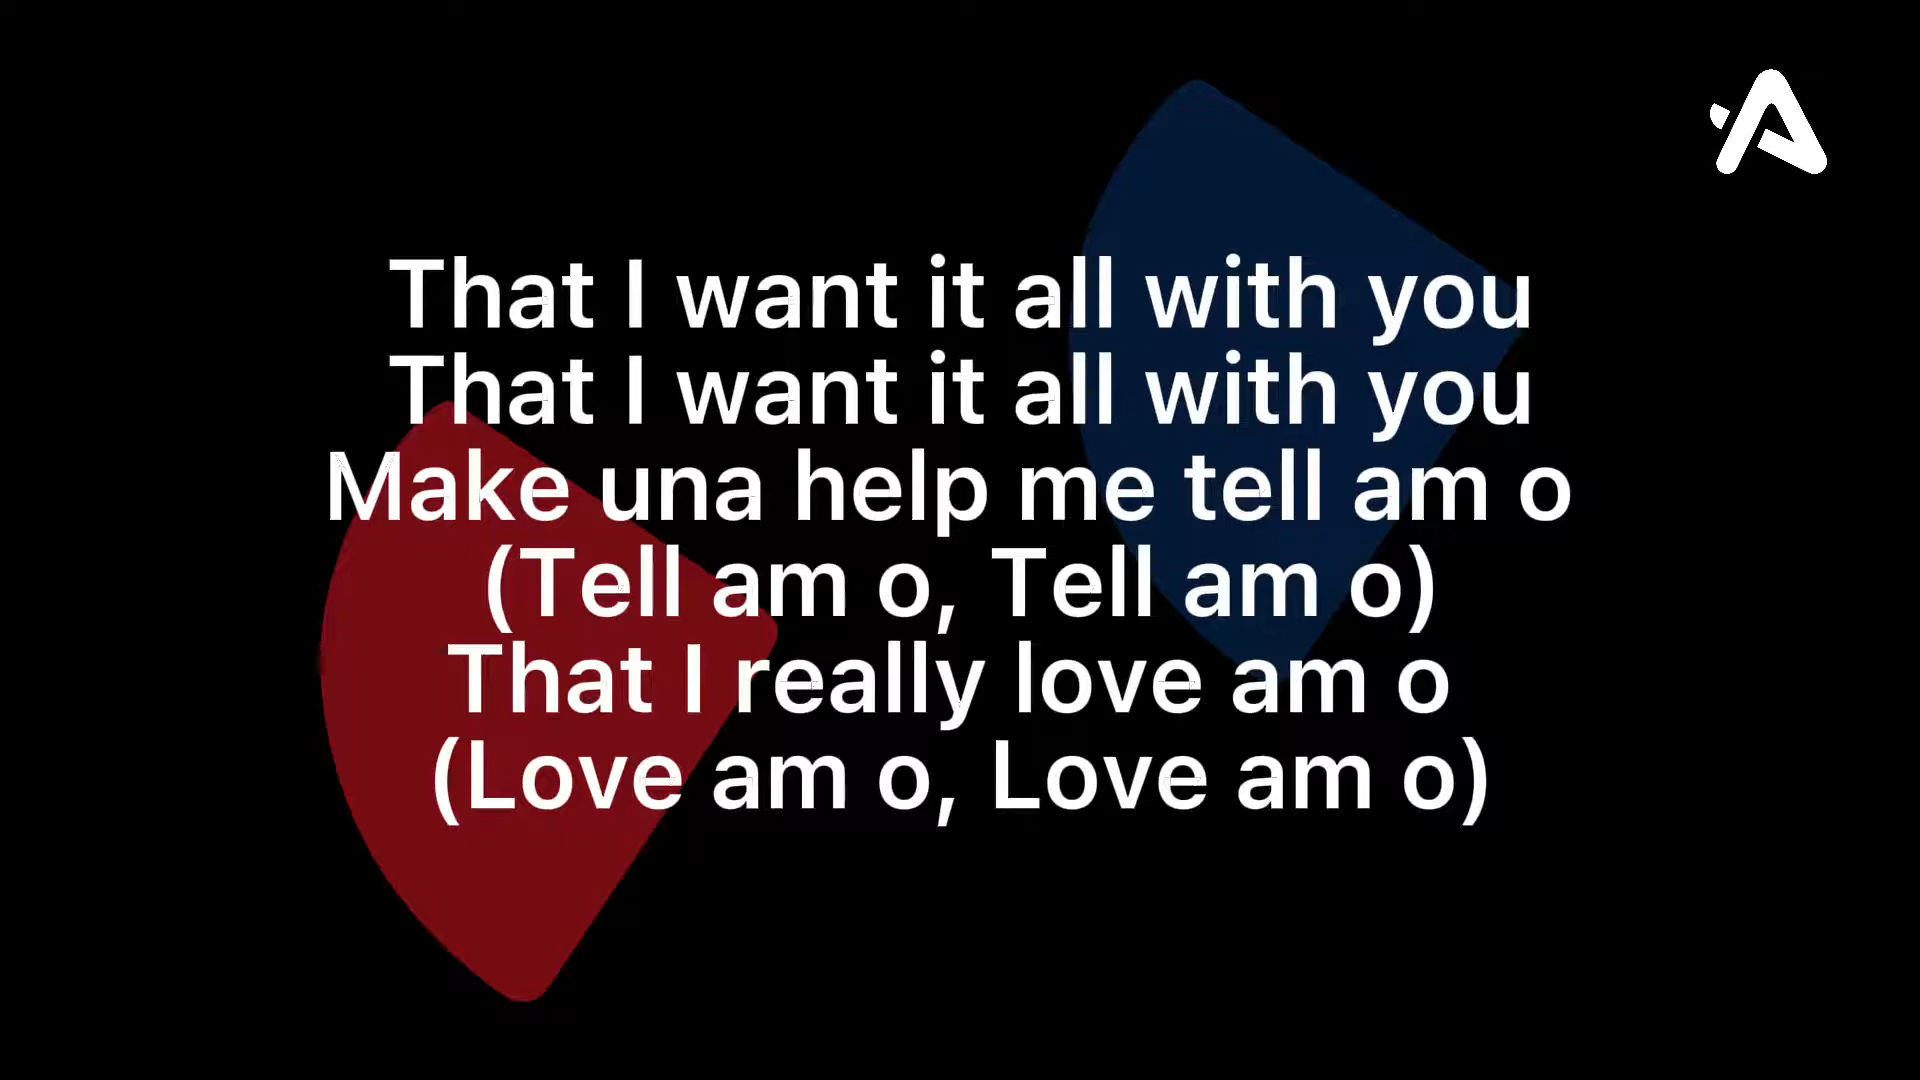 That I want it all with you
That I want it all with you
Make una help me tell am o
(Tell am o, Tell am o)
That I really love am o
(Love am o, Love am o)